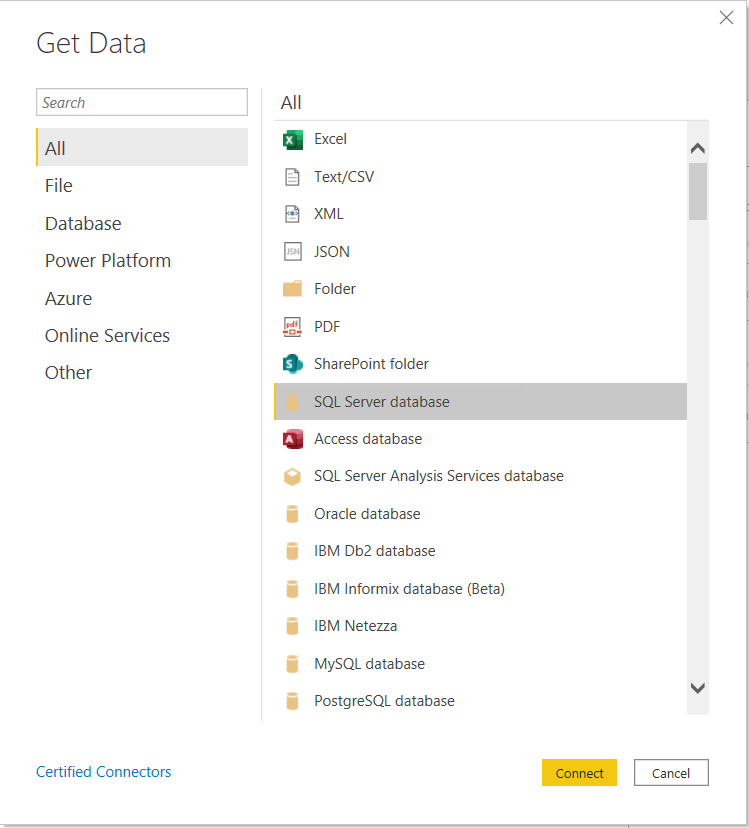 Get Data
Search
All
File
Database
Power Platform
Azure
Online Services
Other
All
Excel
Text/CSV
XML
JSON
Folder
PDF
SharePoint folder
SQL Server database
Access database
SQL Server Analysis Services database
Oracle database
IBM Db2 database
IBM Informix database (Beta)
IBM Netezza
MySQL database
PostgreSQL database
Certified Connectors
Connect
Cancel